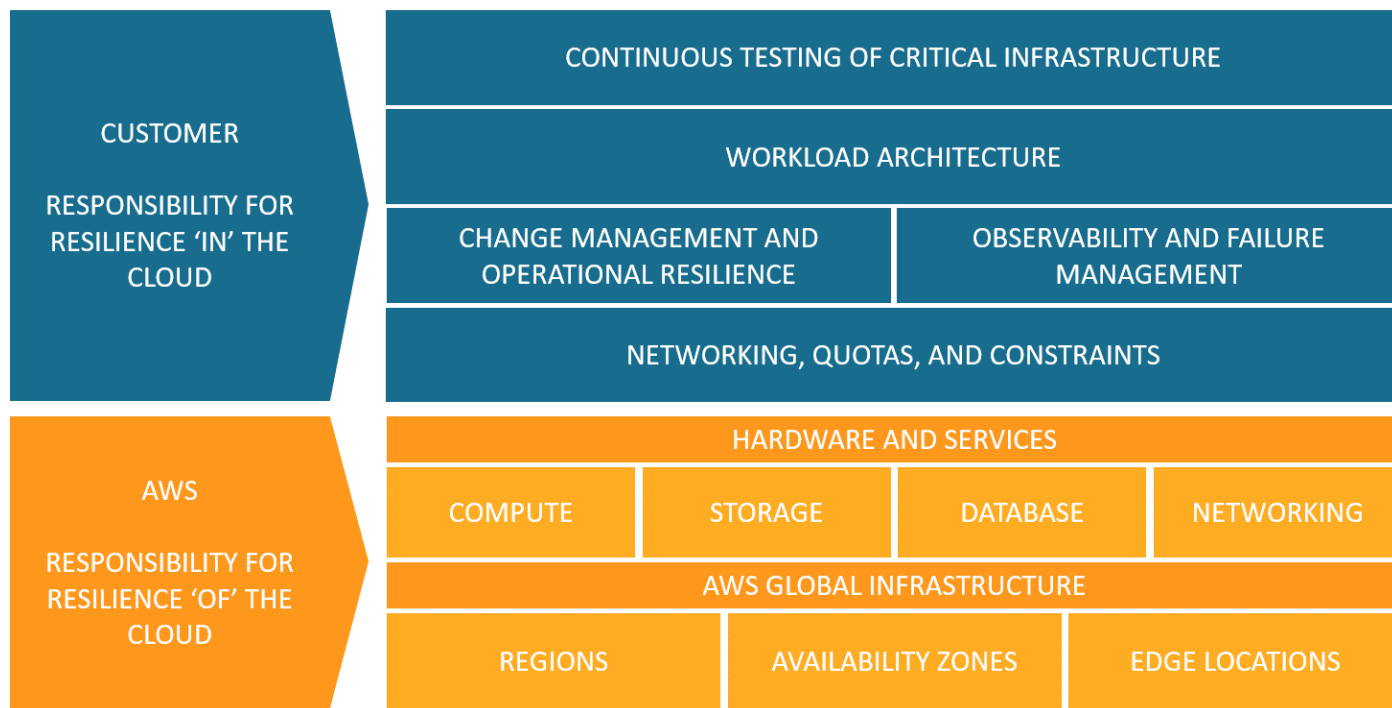 CUSTOMER
RESPONSIBILITY FOR
RESILIENCE ‘IN’ THE
CLOUD
CONTINUOUS TESTING OF CRITICAL INFRASTRUCTURE
WORKLOAD ARCHITECTURE
CHANGE MANAGEMENT AND
OPERATIONAL RESILIENCE
OBSERVABILITY AND FAILURE
MANAGEMENT
NETWORKING, QUOTAS, AND CONSTRAINTS
AWS
RESPONSIBILITY FOR
RESILIENCE ‘OF’ THE
CLOUD
HARDWARE AND SERVICES
COMPUTE
STORAGE
DATABASE
NETWORKING
AWS GLOBAL INFRASTRUCTURE
REGIONS
AVAILABILITY ZONES
EDGE LOCATIONS